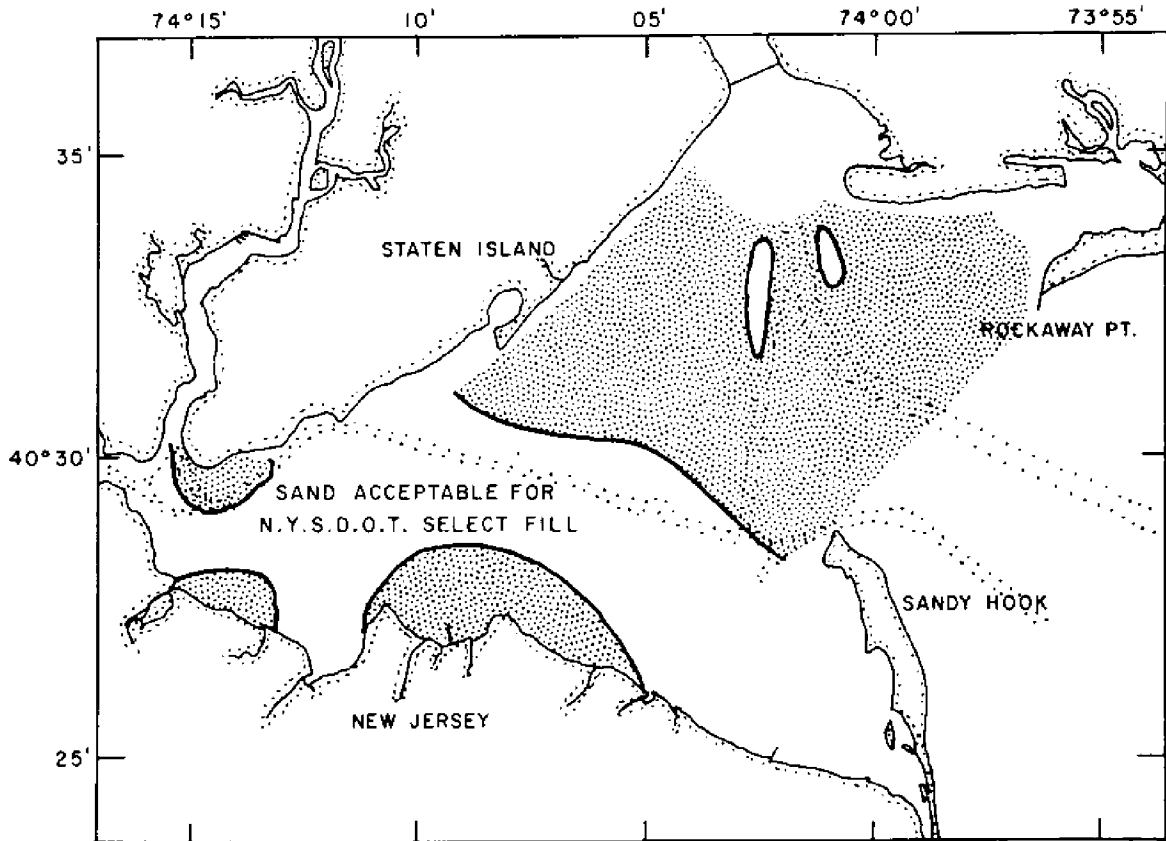 74°15' 10' 05' 74°00' 73°55'
35'
STATEN ISLAND
ROCKAWAY PT.
40°30'
SAND ACCEPTABLE FOR
N.Y.S.D.O.T. SELECT FILL
SANDY HOOK
NEW JERSEY
25'